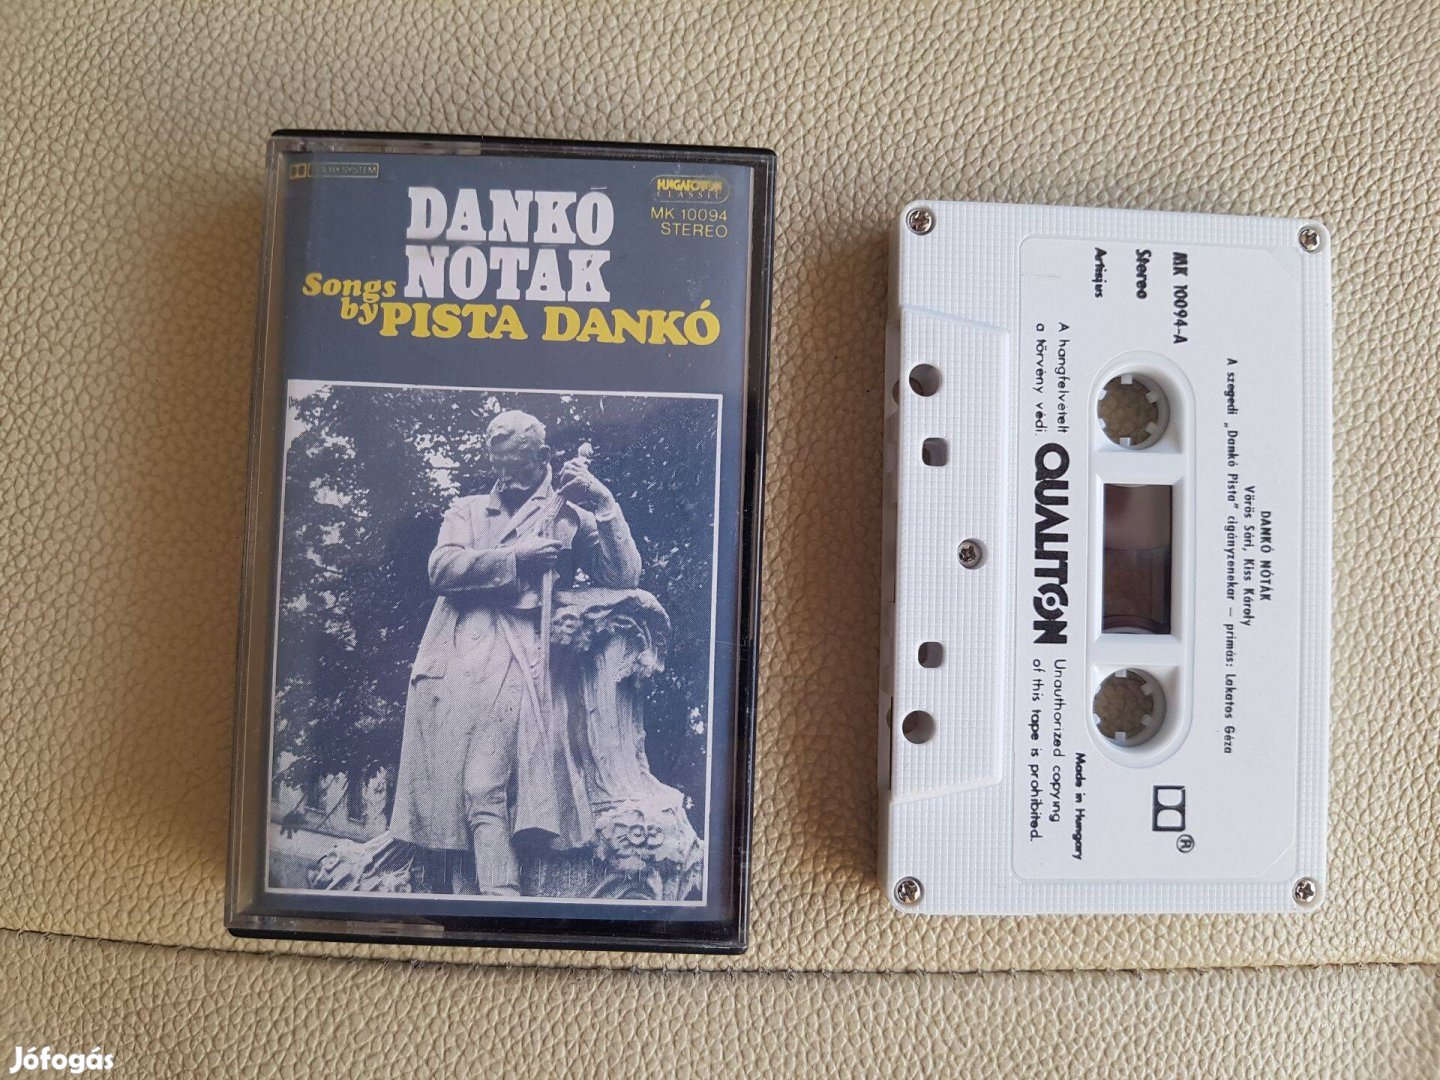 DOLBY SYSTEM
HUNGAROTON
CLASSIC
MK 10094
STEREO
DANKÓ
NÓTÁK
Songs
by PISTA DANKÓ
MK 10094-A
Stereo
Artisjus
DANKÓ NÓTÁK
Vörös Sári, Kiss Károly
A szegedi „Dankó Pista" cigányzenekar – prímás: Lakatos Géza
A hangfelvételt
a törvény védi.
QUALITON
Unauthorized copying
of this tape is prohibited.
Made in Hungary
®
Jófogás